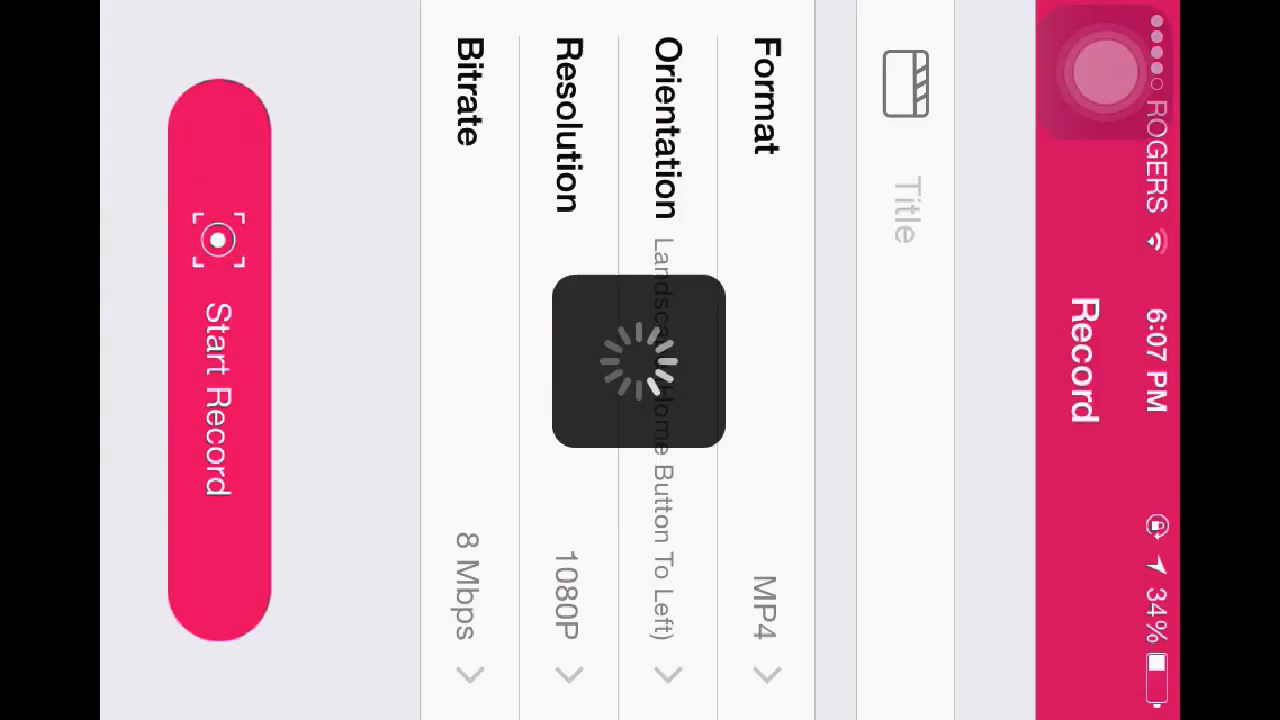 ROGERS 6:07 PM 34%
Record
Title
Format MP4
Orientation Landscape(Home Button To Left)
Resolution 1080P
Bitrate 8 Mbps
Start Record